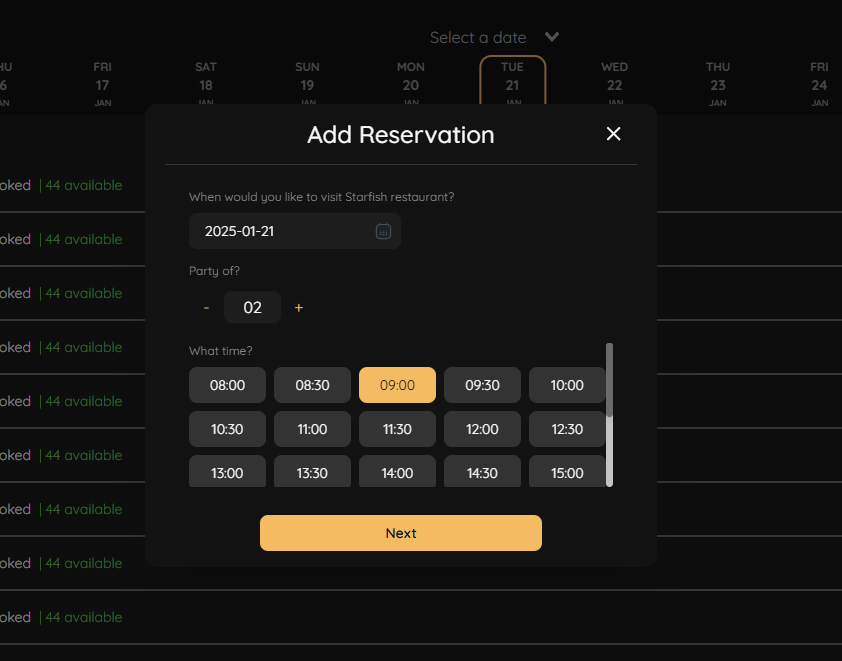 Select a date
FRI SAT SUN MON TUE WED THU FRI
17 18 19 20 21 22 23 24
JAN JAN JAN JAN JAN JAN JAN JAN
Add Reservation
When would you like to visit Starfish restaurant?
2025-01-21
Party of?
- 02 +
What time?
08:00 08:30 09:00 09:30 10:00
10:30 11:00 11:30 12:00 12:30
13:00 13:30 14:00 14:30 15:00
Next
oked | 44 available
oked | 44 available
oked | 44 available
oked | 44 available
oked | 44 available
oked | 44 available
oked | 44 available
oked | 44 available
oked | 44 available